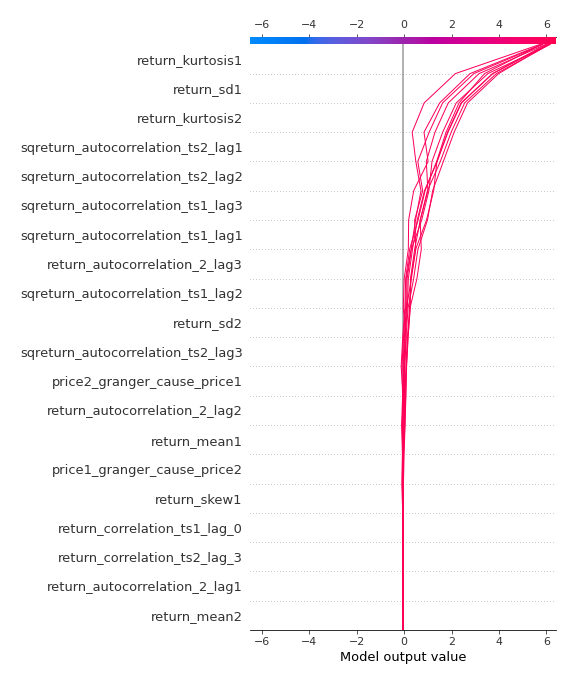 −6 −4 −2 0 2 4 6
return_kurtosis1
return_sd1
return_kurtosis2
sqreturn_autocorrelation_ts2_lag1
sqreturn_autocorrelation_ts2_lag2
sqreturn_autocorrelation_ts1_lag3
sqreturn_autocorrelation_ts1_lag1
return_autocorrelation_2_lag3
sqreturn_autocorrelation_ts1_lag2
return_sd2
sqreturn_autocorrelation_ts2_lag3
price2_granger_cause_price1
return_autocorrelation_2_lag2
return_mean1
price1_granger_cause_price2
return_skew1
return_correlation_ts1_lag_0
return_correlation_ts2_lag_3
return_autocorrelation_2_lag1
return_mean2
−6 −4 −2 0 2 4 6
Model output value